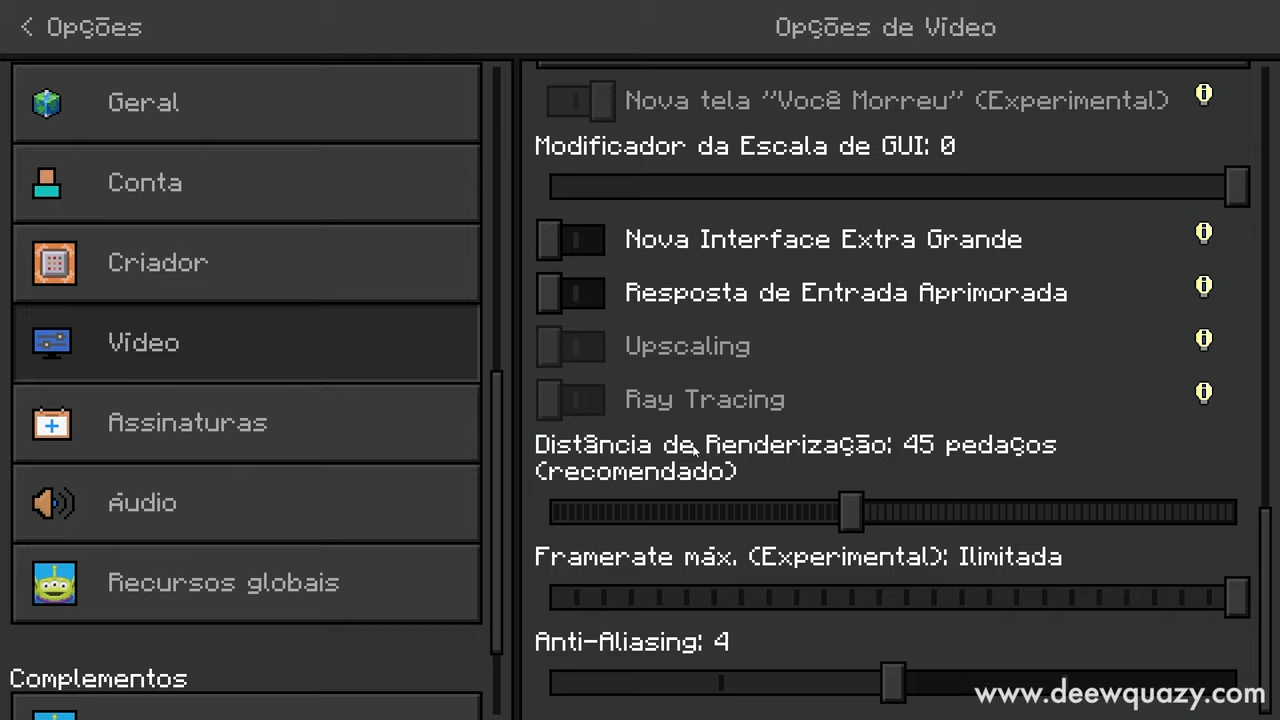 Opções
Opções de Vídeo
Geral
Conta
Criador
Vídeo
Assinaturas
Áudio
Recursos globais
Complementos
Nova tela "Você Morreu" (Experimental)
Modificador da Escala de GUI: 0
Nova Interface Extra Grande
Resposta de Entrada Aprimorada
Upscaling
Ray Tracing
Distância de Renderização: 45 pedaços
(recomendado)
Framerate máx. (Experimental): Ilimitada
Anti-Aliasing: 4
www.deewquazy.com